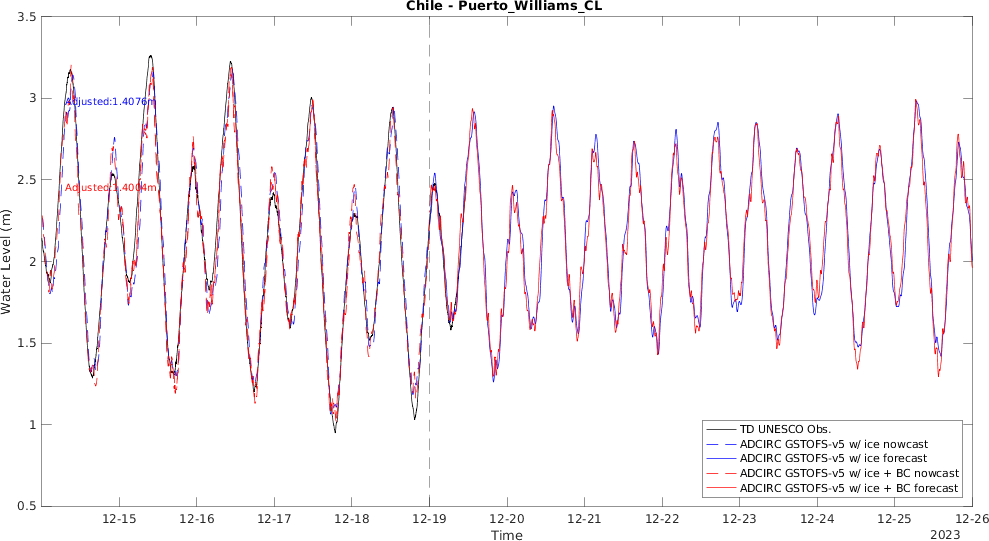 Chile - Puerto_Williams_CL
3.5
3
2.5
2
1.5
1
0.5
Water Level (m)
Adjusted:1.4076m
Adjusted:1.4004m
TD UNESCO Obs.
ADCIRC GSTOFS-v5 w/ ice nowcast
ADCIRC GSTOFS-v5 w/ ice forecast
ADCIRC GSTOFS-v5 w/ ice + BC nowcast
ADCIRC GSTOFS-v5 w/ ice + BC forecast
12-15 12-16 12-17 12-18 12-19 12-20 12-21 12-22 12-23 12-24 12-25 12-26
Time
2023